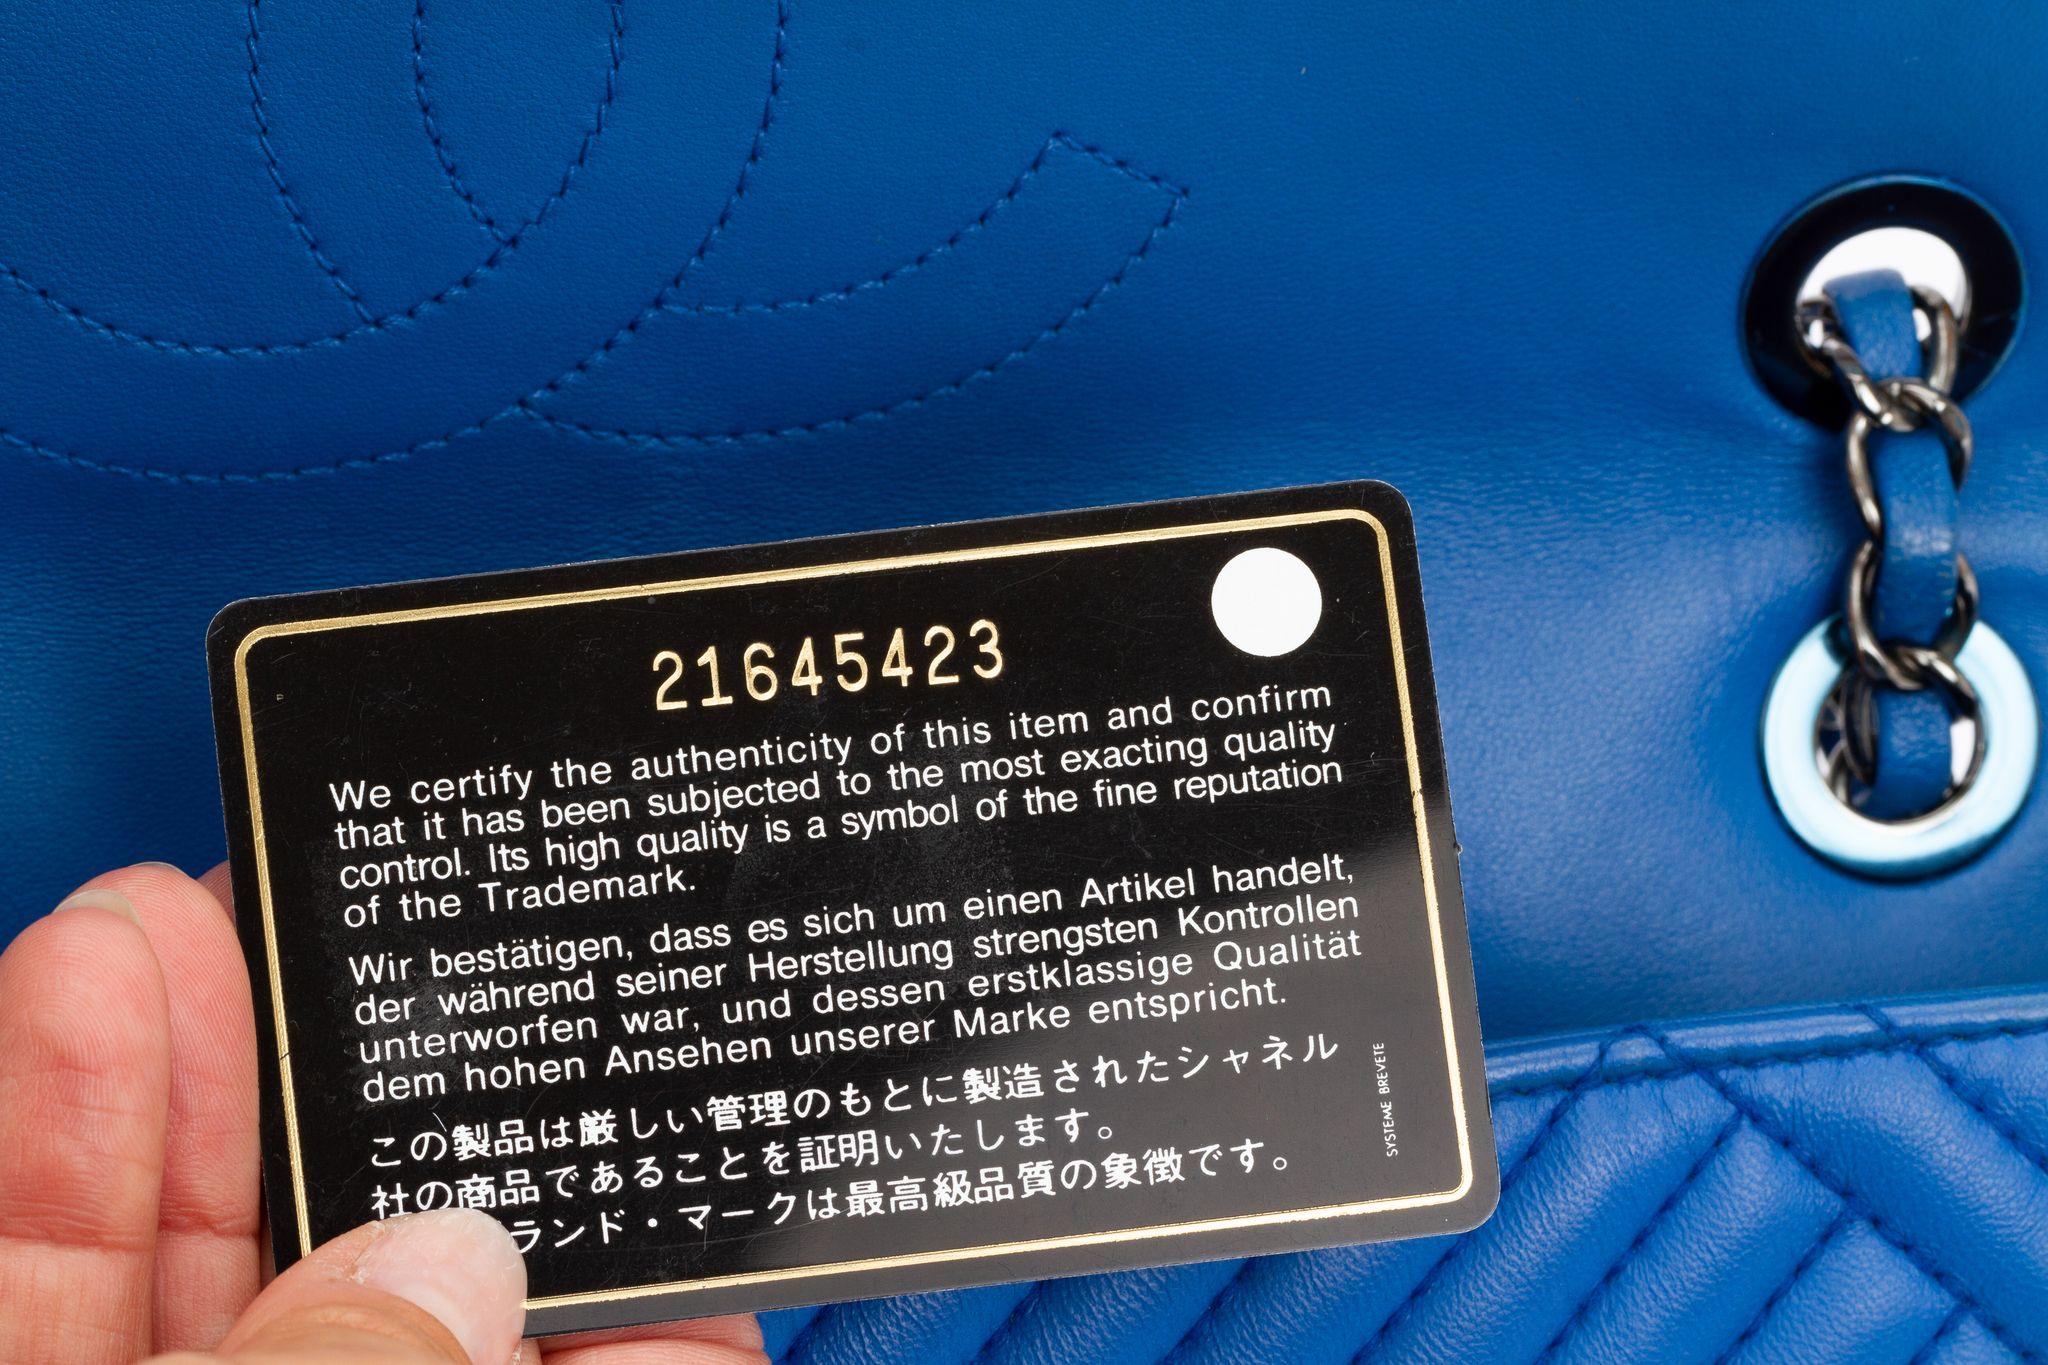 21645423
We certify the authenticity of this item and confirm
that it has been subjected to the most exacting quality
control. Its high quality is a symbol of the fine reputation
of the Trademark.
Wir bestätigen, dass es sich um einen Artikel handelt,
der während seiner Herstellung strengsten Kontrollen
unterworfen war, und dessen erstklassige Qualität
dem hohen Ansehen unserer Marke entspricht.
この製品は厳しい管理のもとに製造されたシャネル
社の商品であることを証明いたします。
ランド・マークは最高級品質の象徴です。
SYSTEME BREVETE